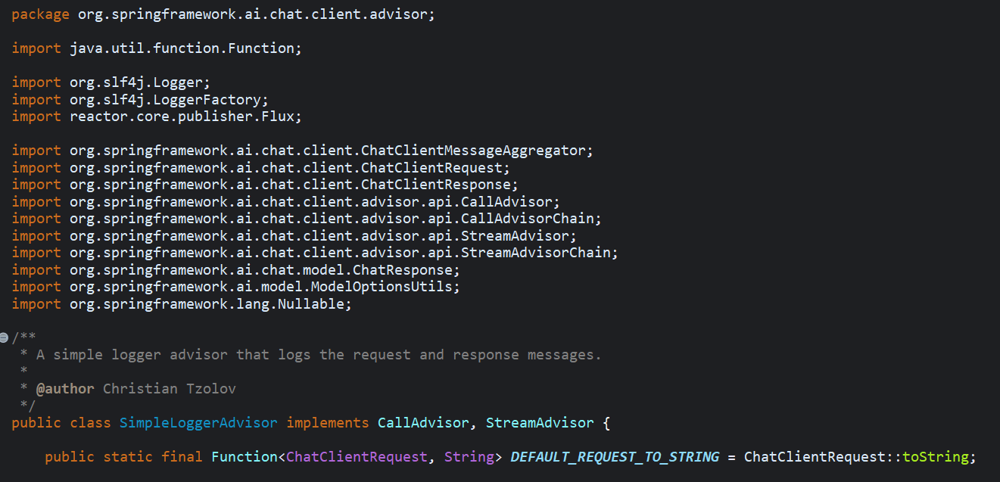 package org.springframework.ai.chat.client.advisor;
import java.util.function.Function;
import org.slf4j.Logger;
import org.slf4j.LoggerFactory;
import reactor.core.publisher.Flux;
import org.springframework.ai.chat.client.ChatClientMessageAggregator;
import org.springframework.ai.chat.client.ChatClientRequest;
import org.springframework.ai.chat.client.ChatClientResponse;
import org.springframework.ai.chat.client.advisor.api.CallAdvisor;
import org.springframework.ai.chat.client.advisor.api.CallAdvisorChain;
import org.springframework.ai.chat.client.advisor.api.StreamAdvisor;
import org.springframework.ai.chat.client.advisor.api.StreamAdvisorChain;
import org.springframework.ai.chat.model.ChatResponse;
import org.springframework.ai.model.ModelOptionsUtils;
import org.springframework.lang.Nullable;
/**
 * A simple logger advisor that logs the request and response messages.
 *
 * @author Christian Tzolov
 */
public class SimpleLoggerAdvisor implements CallAdvisor, StreamAdvisor {
    public static final Function<ChatClientRequest, String> DEFAULT_REQUEST_TO_STRING = ChatClientRequest::toString;